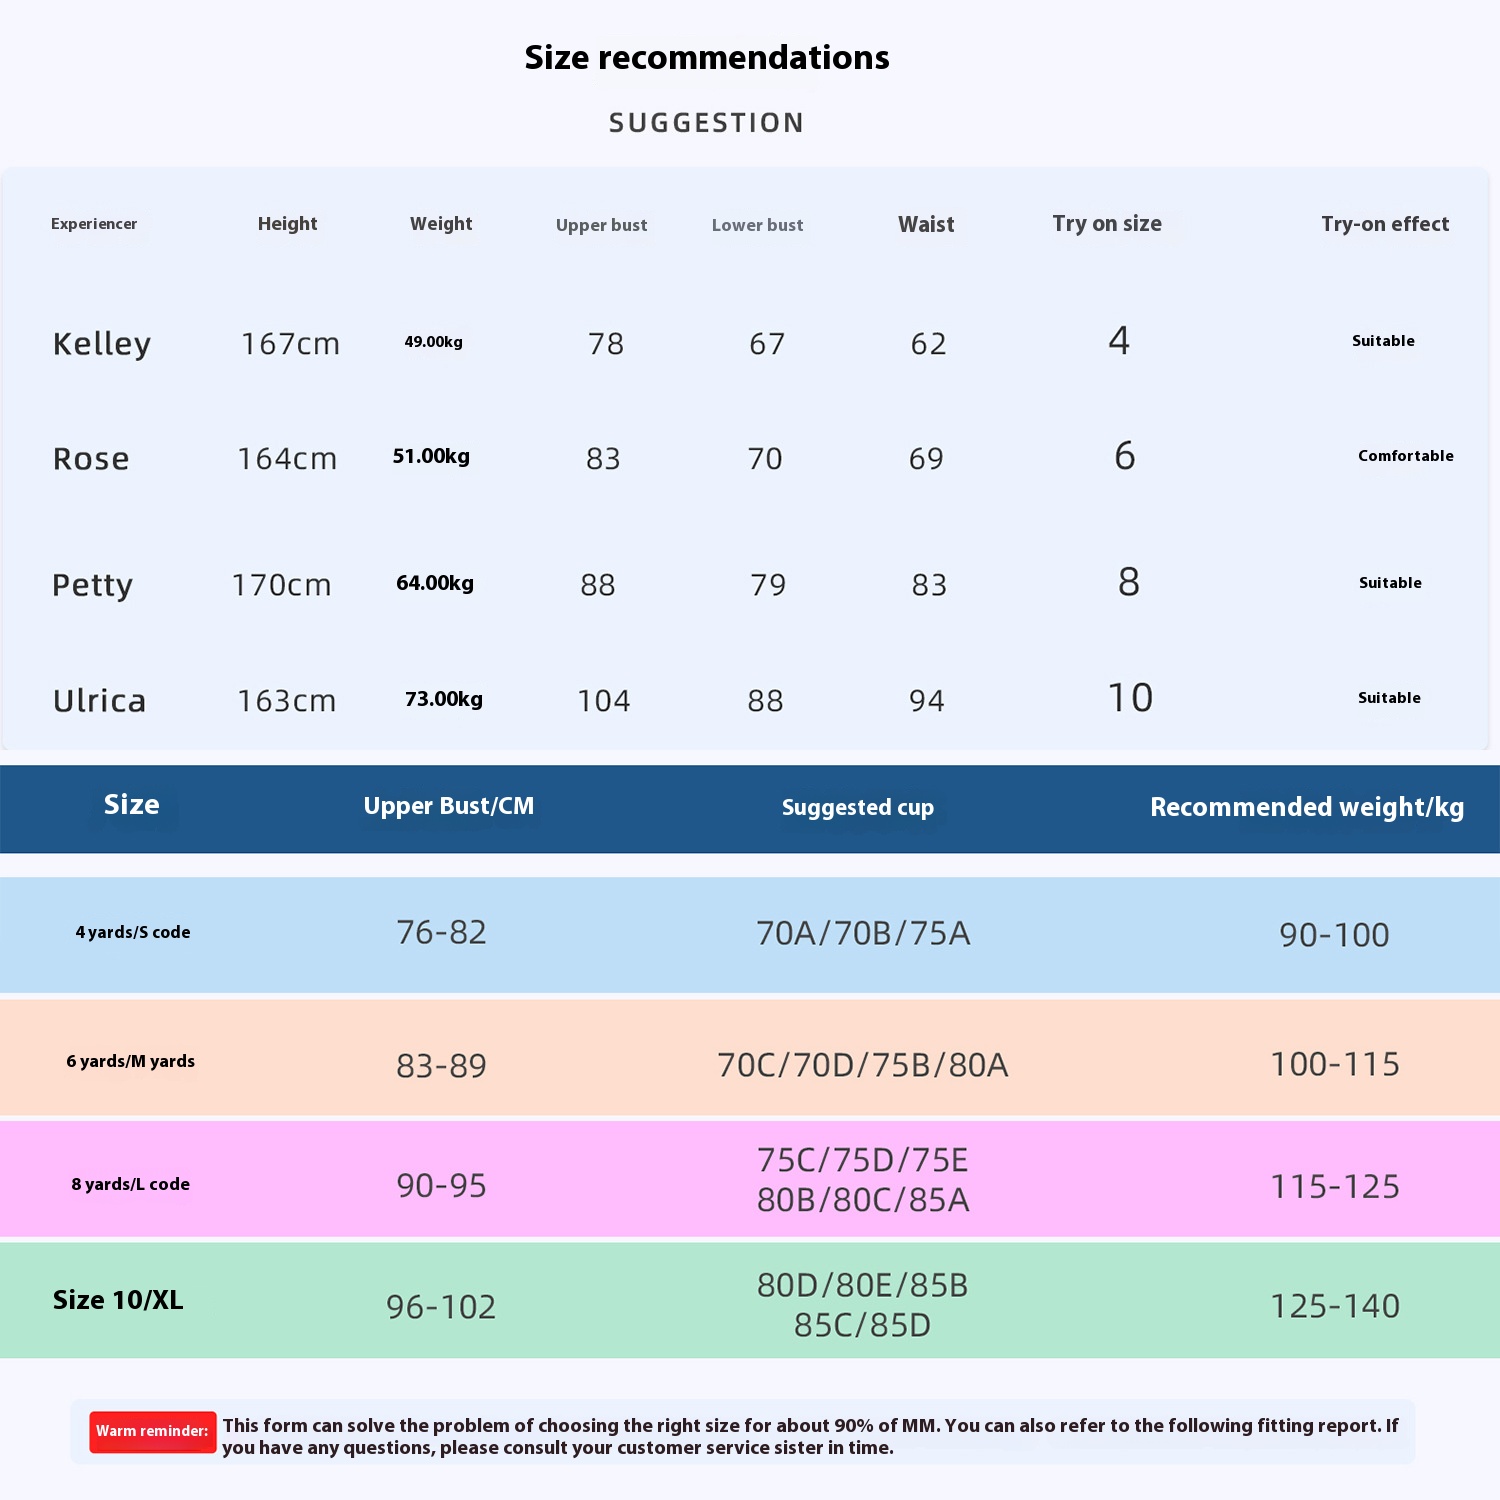 Size recommendations
SUGGESTION
Experiencer Height Weight Upper bust Lower bust Waist Try on size Try-on effect
Kelley 167cm 49.00kg 78 67 62 4 Suitable
Rose 164cm 51.00kg 83 70 69 6 Comfortable
Petty 170cm 64.00kg 88 79 83 8 Suitable
Ulrica 163cm 73.00kg 104 88 94 10 Suitable
Size Upper Bust/CM Suggested cup Recommended weight/kg
4 yards/S code 76-82 70A/70B/75A 90-100
6 yards/M yards 83-89 70C/70D/75B/80A 100-115
8 yards/L code 90-95 75C/75D/75E
80B/80C/85A 115-125
Size 10/XL 96-102 80D/80E/85B
85C/85D 125-140
Warm reminder: This form can solve the problem of choosing the right size for about 90% of MM. You can also refer to the following fitting report. If
you have any questions, please consult your customer service sister in time.